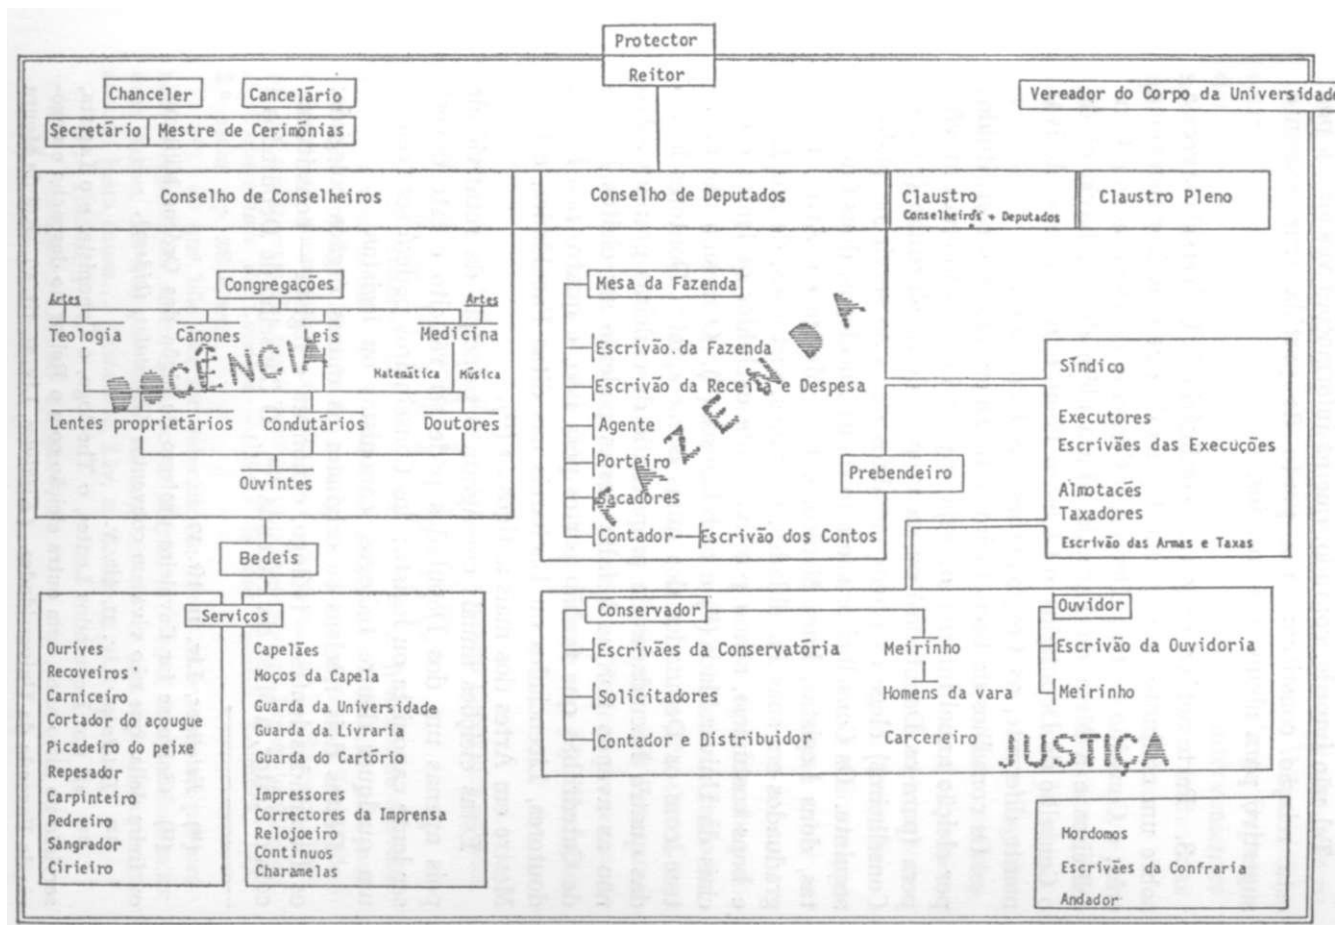 Protector
Reitor
Chanceler
Cancelário
Secretário
Mestre de Cerimónias
Vereador do Corpo da Universidade
Conselho de Conselheiros
Conselho de Deputados
Claustro
Conselheiros + Deputados
Claustro Pleno
Congregações
Artes
Artes
Teologia
Cânones
Leis
Medicina
DOCÊNCIA
Matemática
Música
Lentes proprietários
Condutários
Doutores
Ouvintes
Mesa da Fazenda
Escrivão da Fazenda
Escrivão da Receita e Despesa
Agente
Porteiro
Sacadores
Contador
Escrivão dos Contos
FAZENDA
Prebendeiro
Síndico
Executores
Escrivães das Execuções
Almotacés
Taxadores
Escrivão das Armas e Taxas
Bedeis
Serviços
Ourives
Recoveiros
Carniceiro
Cortador do açougue
Picadeiro do peixe
Repesador
Carpinteiro
Pedreiro
Sangrador
Cirieiro
Capelães
Moços da Capela
Guarda da Universidade
Guarda da Livraria
Guarda do Cartório
Impressores
Correctores da Imprensa
Relojoeiro
Contínuos
Charamelas
Conservador
Escrivães da Conservatória
Solicitadores
Contador e Distribuidor
Meirinho
Homens da vara
Carcereiro
Ouvidor
Escrivão da Ouvidoria
Meirinho
JUSTIÇA
Mordomos
Escrivães da Confraria
Andador